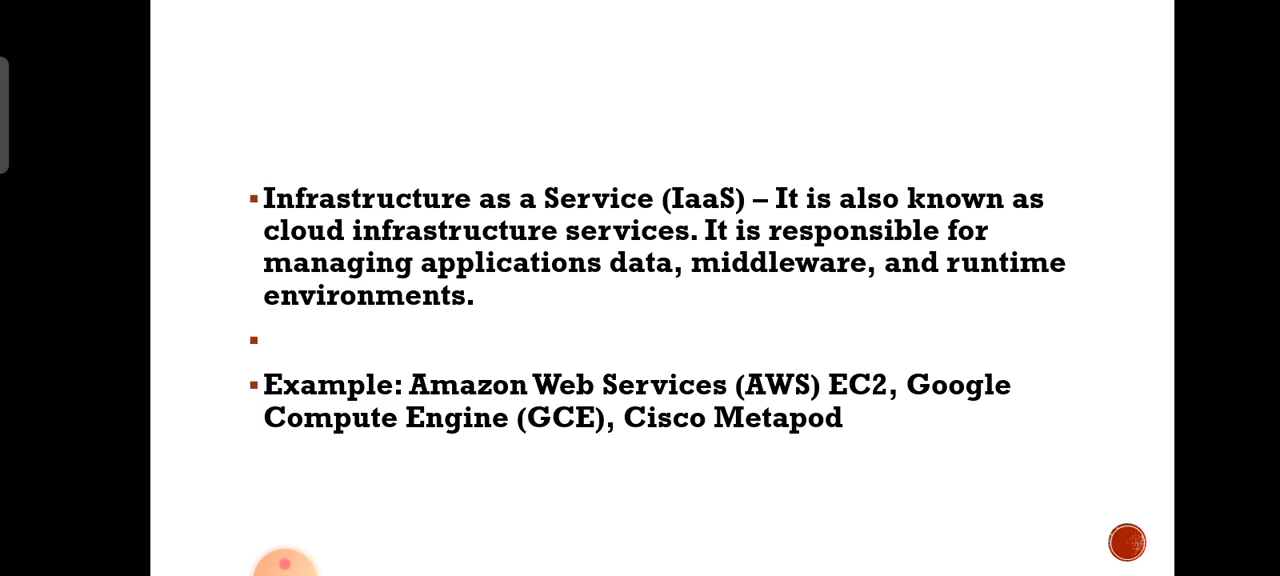 Infrastructure as a Service (IaaS) – It is also known as
cloud infrastructure services. It is responsible for
managing applications data, middleware, and runtime
environments.
Example: Amazon Web Services (AWS) EC2, Google
Compute Engine (GCE), Cisco Metapod